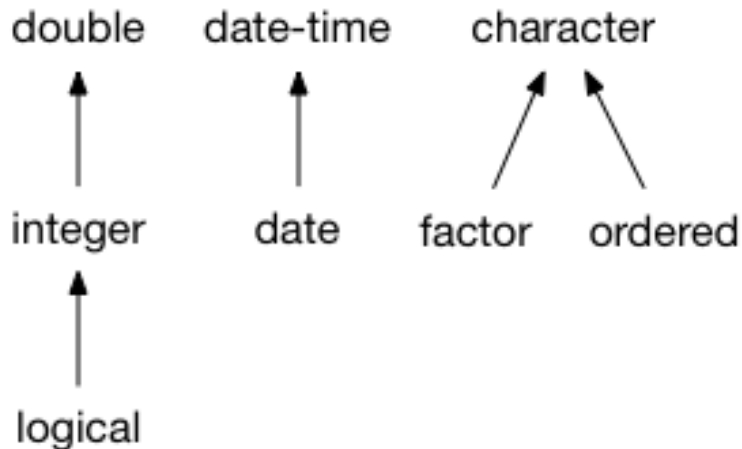 double date-time character
integer date factor ordered
logical